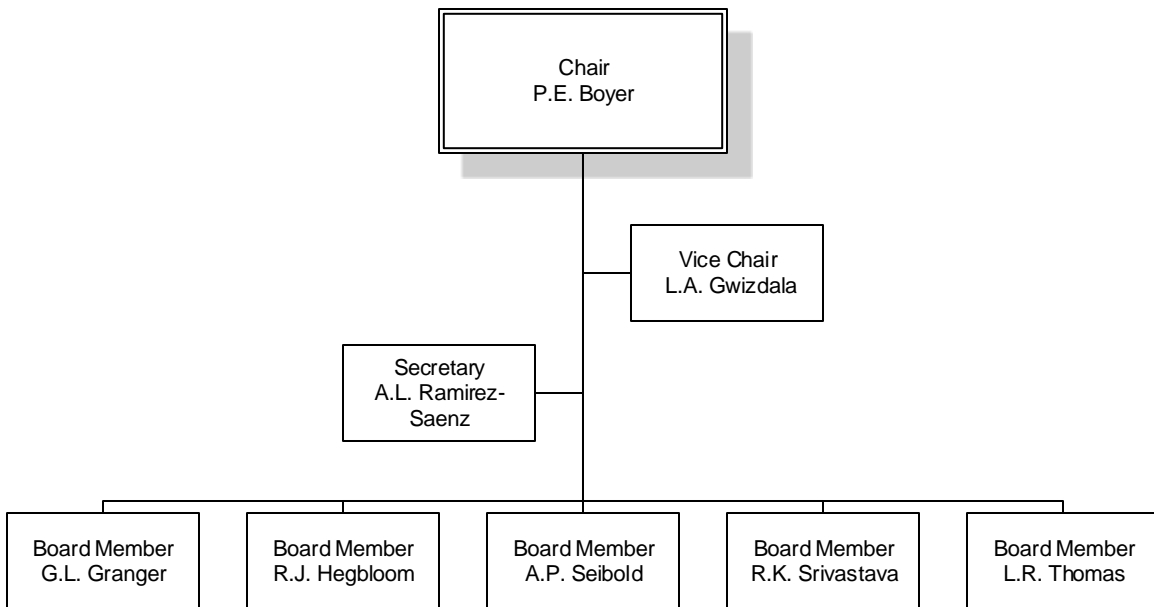 Chair
P.E. Boyer
Vice Chair
L.A. Gwizdala
Secretary
A.L. Ramirez-
Saenz
Board Member
G.L. Granger
Board Member
R.J. Hegbloom
Board Member
A.P. Seibold
Board Member
R.K. Srivastava
Board Member
L.R. Thomas